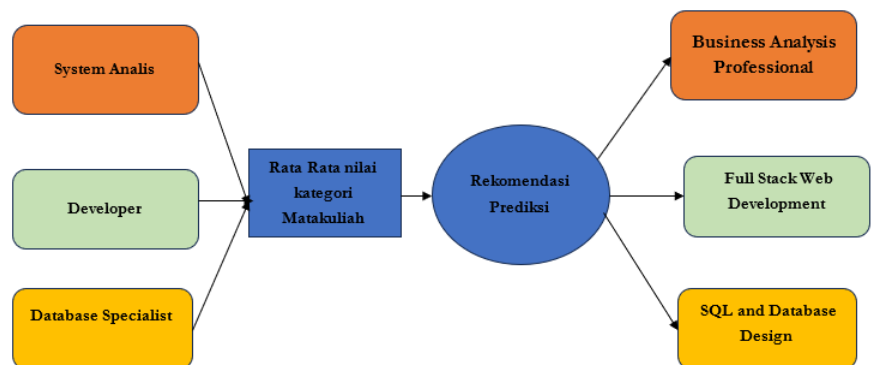 System Analis
Developer
Database Specialist
Rata Rata nilai
kategori
Matakuliah
Rekomendasi
Prediksi
Business Analysis
Professional
Full Stack Web
Development
SQL and Database
Design